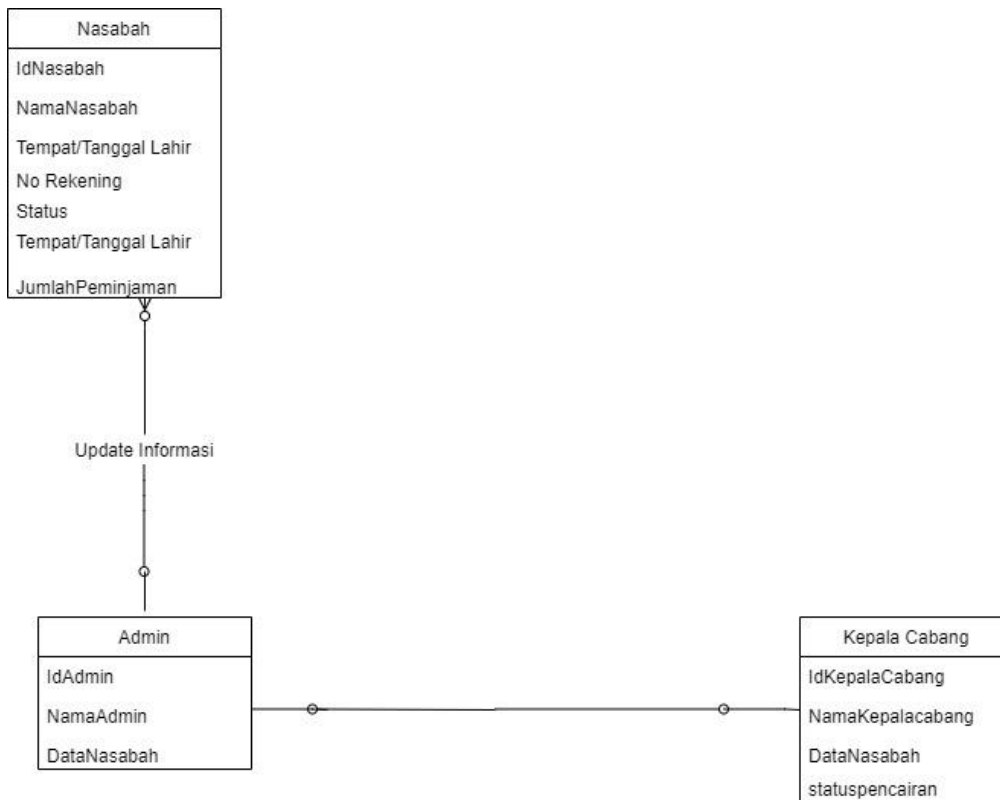 Nasabah
IdNasabah
NamaNasabah
Tempat/Tanggal Lahir
No Rekening
Status
Tempat/Tanggal Lahir
JumlahPeminjaman
Update Informasi
Admin
IdAdmin
NamaAdmin
DataNasabah
Kepala Cabang
IdKepalaCabang
NamaKepalacabang
DataNasabah
statuspencairan